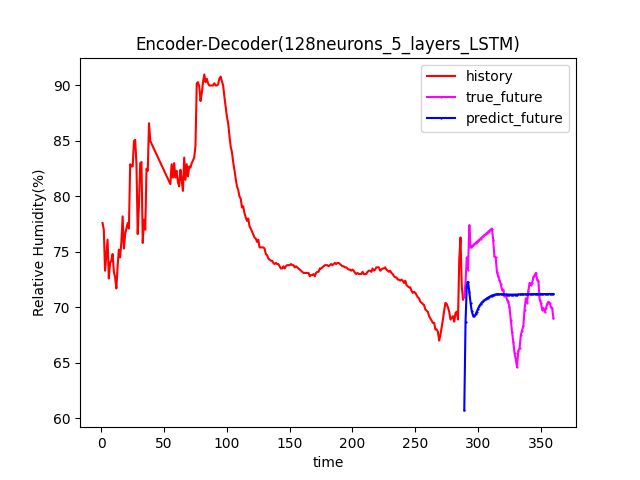 Encoder-Decoder(128neurons_5_layers_LSTM)
history
true_future
predict_future
90
85
80
75
70
65
60
Relative Humidity(%)
0 50 100 150 200 250 300 350
time